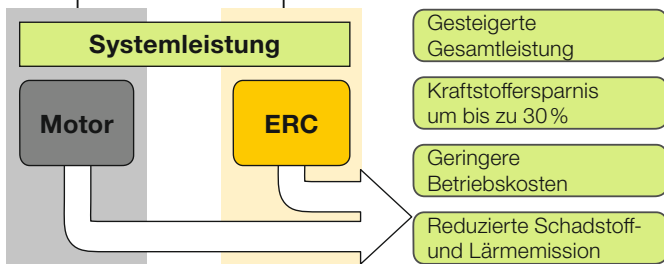 Systemleistung
Motor
ERC
Gesteigerte
Gesamtleistung
Kraftstoffersparnis
um bis zu 30 %
Geringere
Betriebskosten
Reduzierte Schadstoff-
und Lärmemission